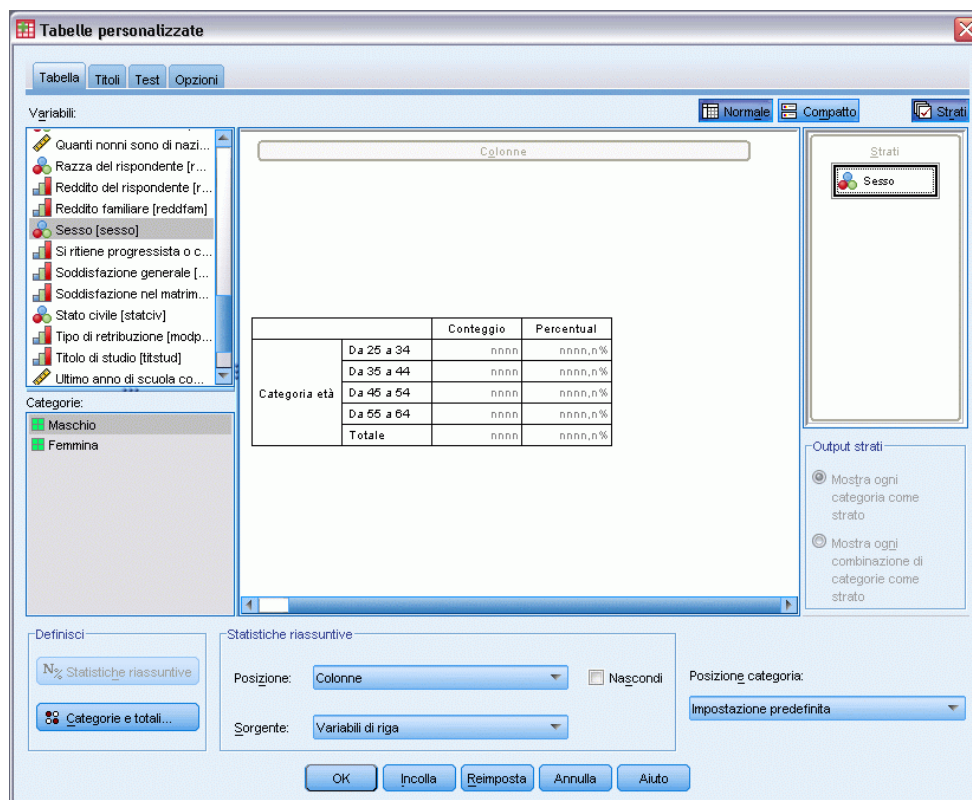 Tabelle personalizzate
Tabella Titoli Test Opzioni
Variabili:
Normale Compatto Strati
Quanti nonni sono di nazi...
Razza del rispondente [r...
Reddito del rispondente [r...
Reddito familiare [reddfam]
Sesso [sesso]
Si ritiene progressista o c...
Soddisfazione generale [...
Soddisfazione nel matrim...
Stato civile [statciv]
Tipo di retribuzione [modp...
Titolo di studio [titstud]
Ultimo anno di scuola co...
Categorie:
Maschio
Femmina
Colonne
Conteggio Percentual
Categoria età
Da 25 a 34 nnnn nnnn,n%
Da 35 a 44 nnnn nnnn,n%
Da 45 a 54 nnnn nnnn,n%
Da 55 a 64 nnnn nnnn,n%
Totale nnnn nnnn,n%
Strati
Sesso
Output strati
Mostra ogni
categoria come
strato
Mostra ogni
combinazione di
categorie come
strato
Definisci
N% Statistiche riassuntive
Categorie e totali...
Statistiche riassuntive
Posizione: Colonne Nascondi
Sorgente: Variabili di riga
Posizione categoria:
Impostazione predefinita
OK Incolla Reimposta Annulla Aiuto